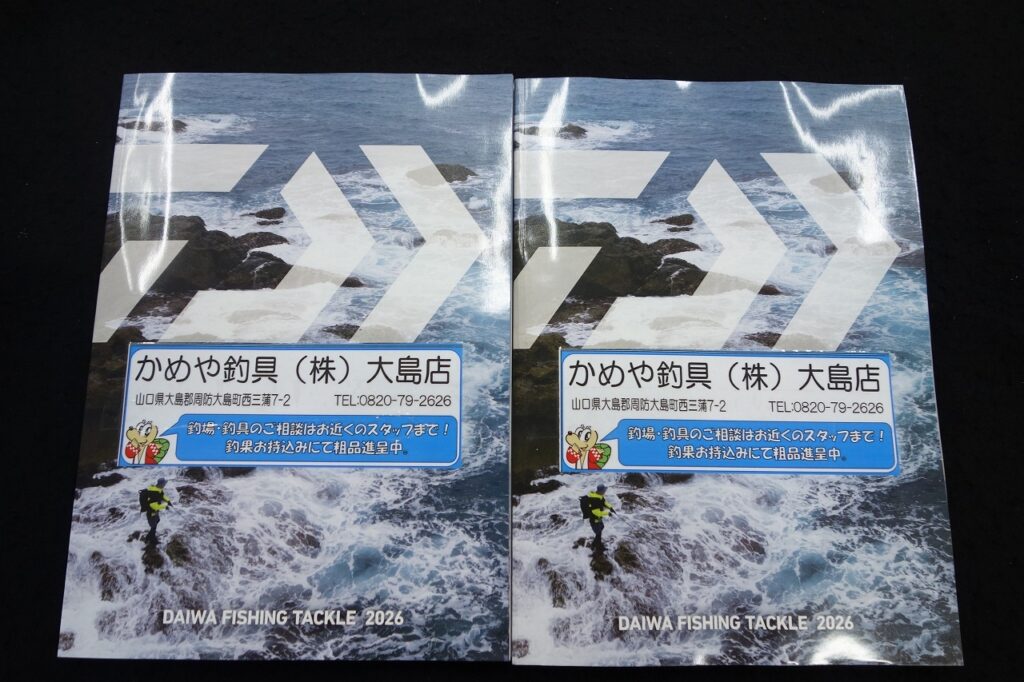 かめや釣具（株）大島店
山口県大島郡周防大島町西三蒲7-2 TEL:0820-79-2626
釣場・釣具のご相談はお近くのスタッフまで！
釣果お持込みにて粗品進呈中。
DAIWA FISHING TACKLE 2026
かめや釣具（株）大島店
山口県大島郡周防大島町西三蒲7-2 TEL:0820-79-2626
釣場・釣具のご相談はお近くのスタッフまで！
釣果お持込みにて粗品進呈中。
DAIWA FISHING TACKLE 2026